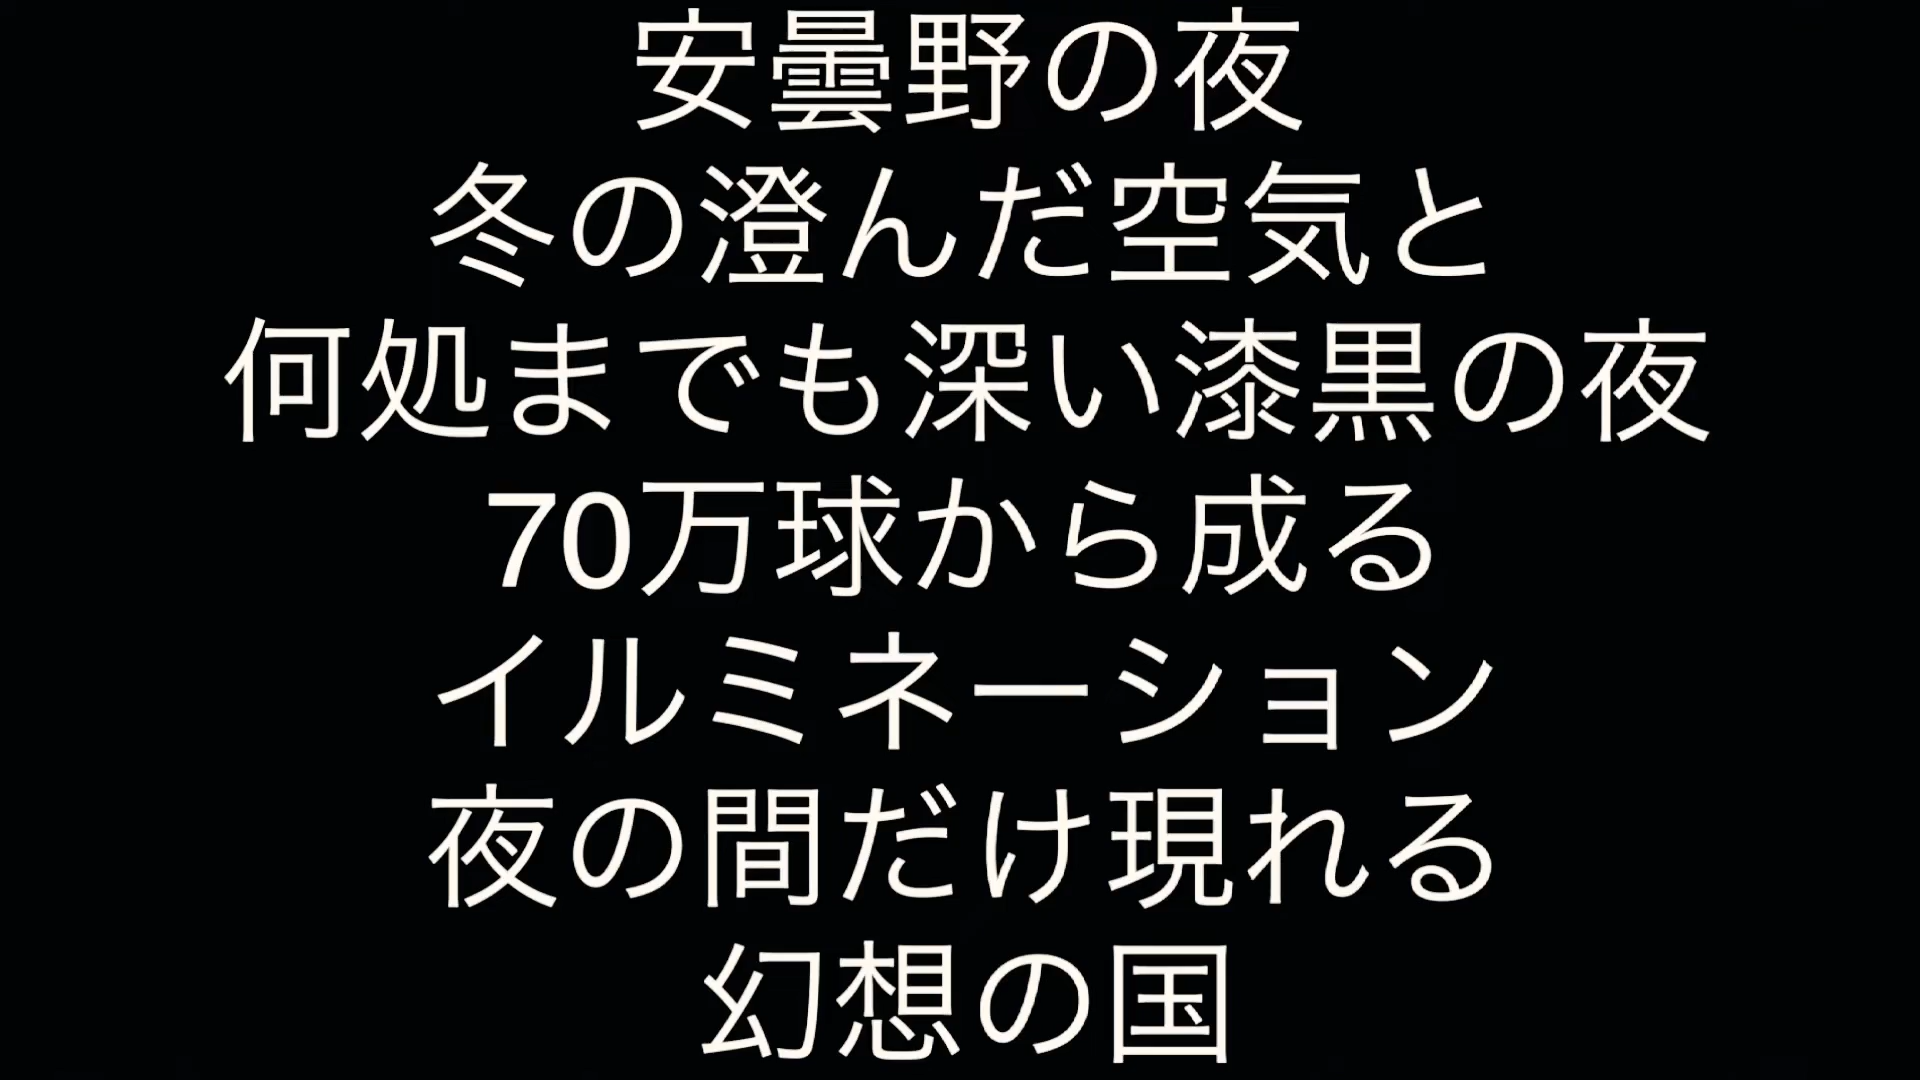 安曇野の夜
冬の澄んだ空気と
何処までも深い漆黒の夜
70万球から成る
イルミネーション
夜の間だけ現れる
幻想の国